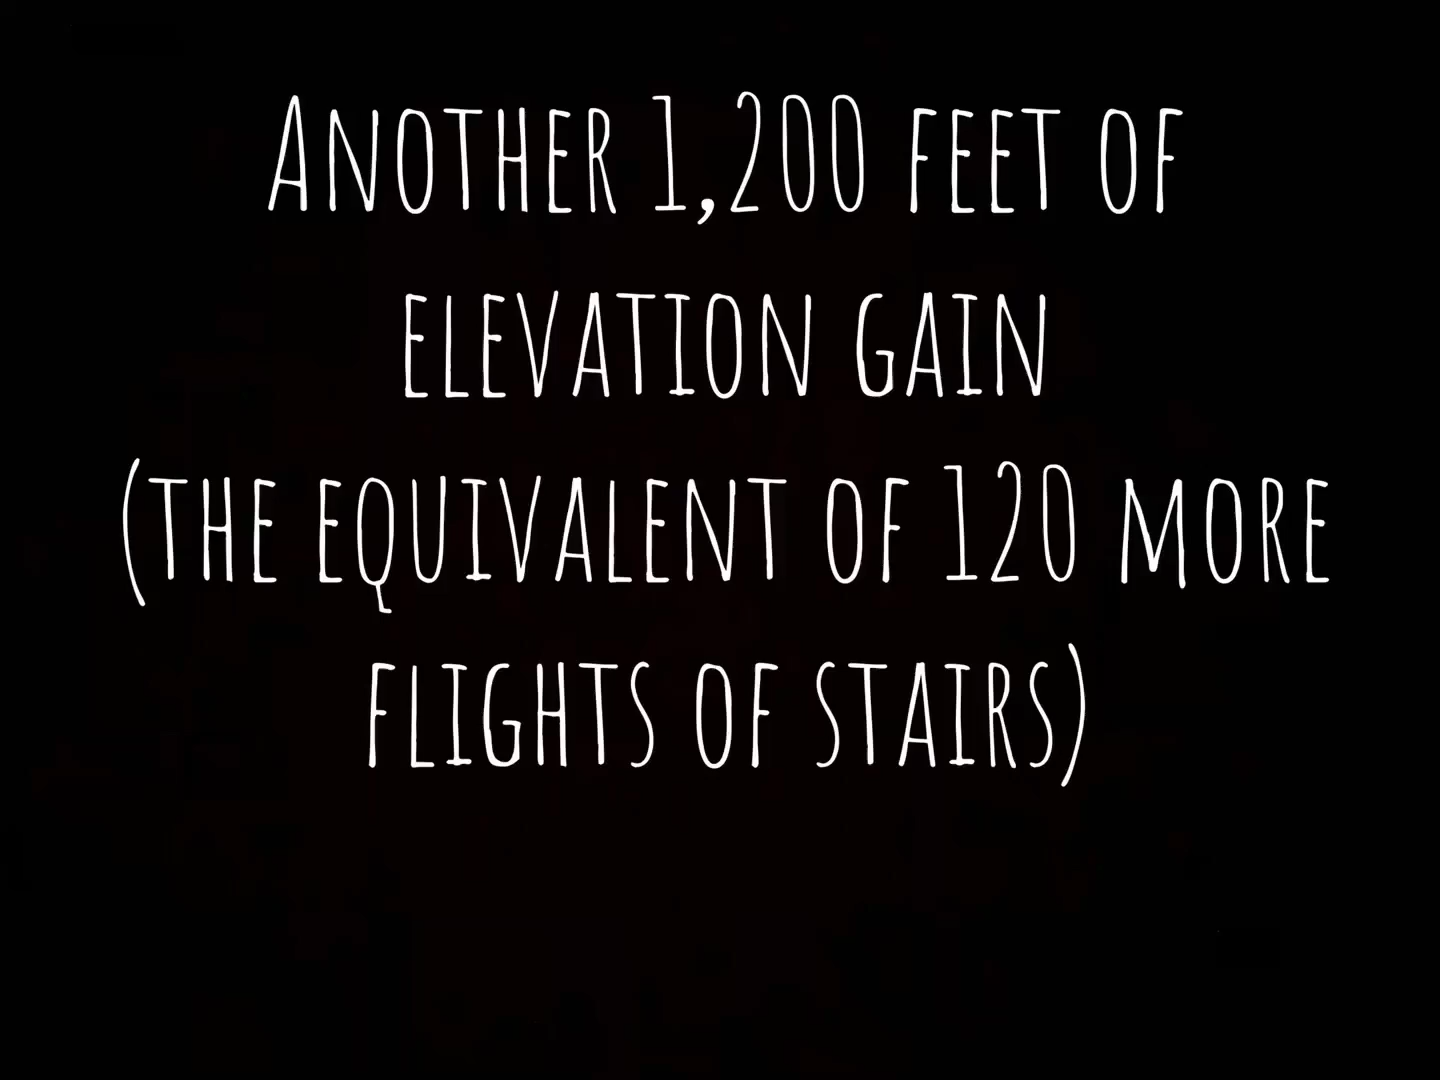 Another 1,200 feet of
elevation gain
(the equivalent of 120 more
flights of stairs)